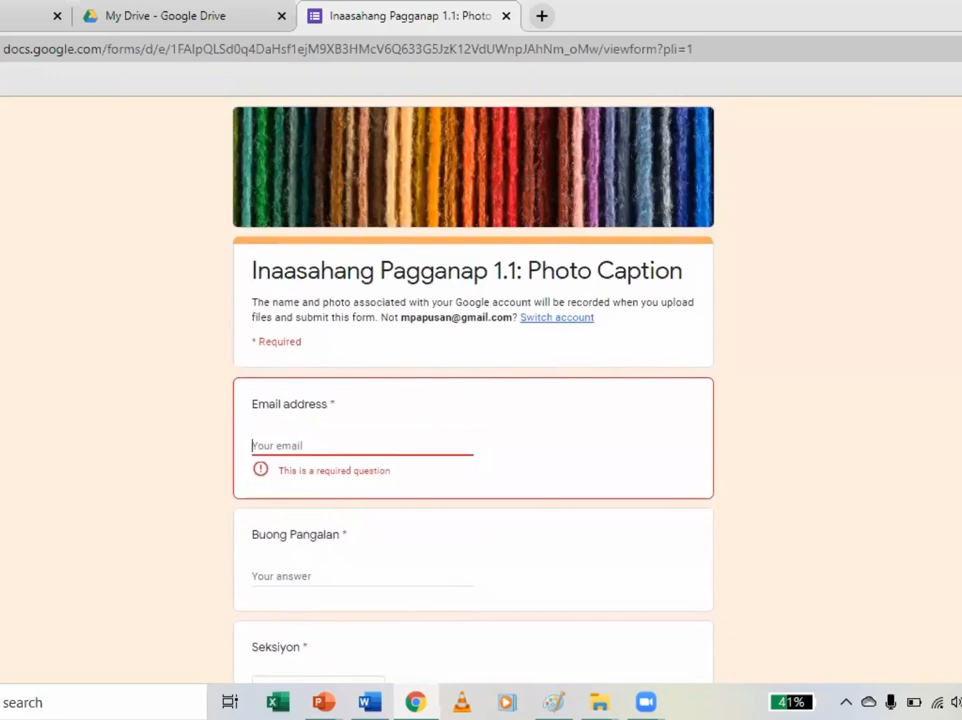 My Drive - Google Drive
Inaasahang Pagganap 1.1: Photo
docs.google.com/forms/d/e/1FAIpQLSd0q4DaHsf1ejM9XB3HMcV6Q633G5JzK12VdUWnpJAhNm_oMw/viewform?pli=1
Inaasahang Pagganap 1.1: Photo Caption
The name and photo associated with your Google account will be recorded when you upload
files and submit this form. Not mpapusan@gmail.com? Switch account
* Required
Email address *
Your email
This is a required question
Buong Pangalan *
Your answer
Seksiyon *
search
41%